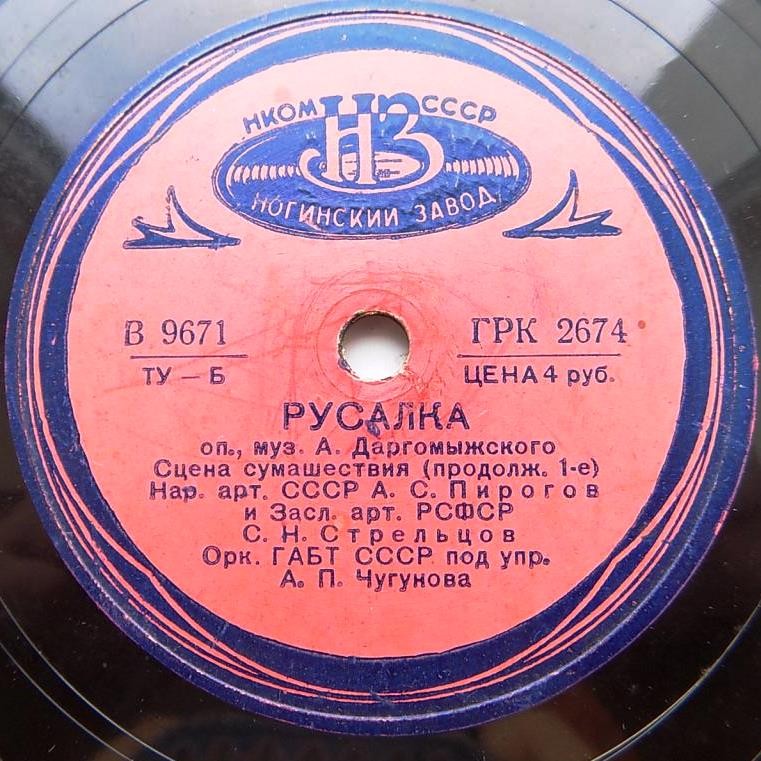 НКОМ НЗ СССР
НОГИНСКИЙ ЗАВОД
В 9671 ГРК 2674
ТУ — Б ЦЕНА 4 руб.
РУСАЛКА
оп., муз. А. Даргомыжского
Сцена сумашествия (продолж. 1-е)
Нар. арт. СССР А. С. Пирогов
и Засл. арт. РСФСР
С. Н. Стрельцов
Орк. ГАБТ СССР под упр.
А. П. Чугунова